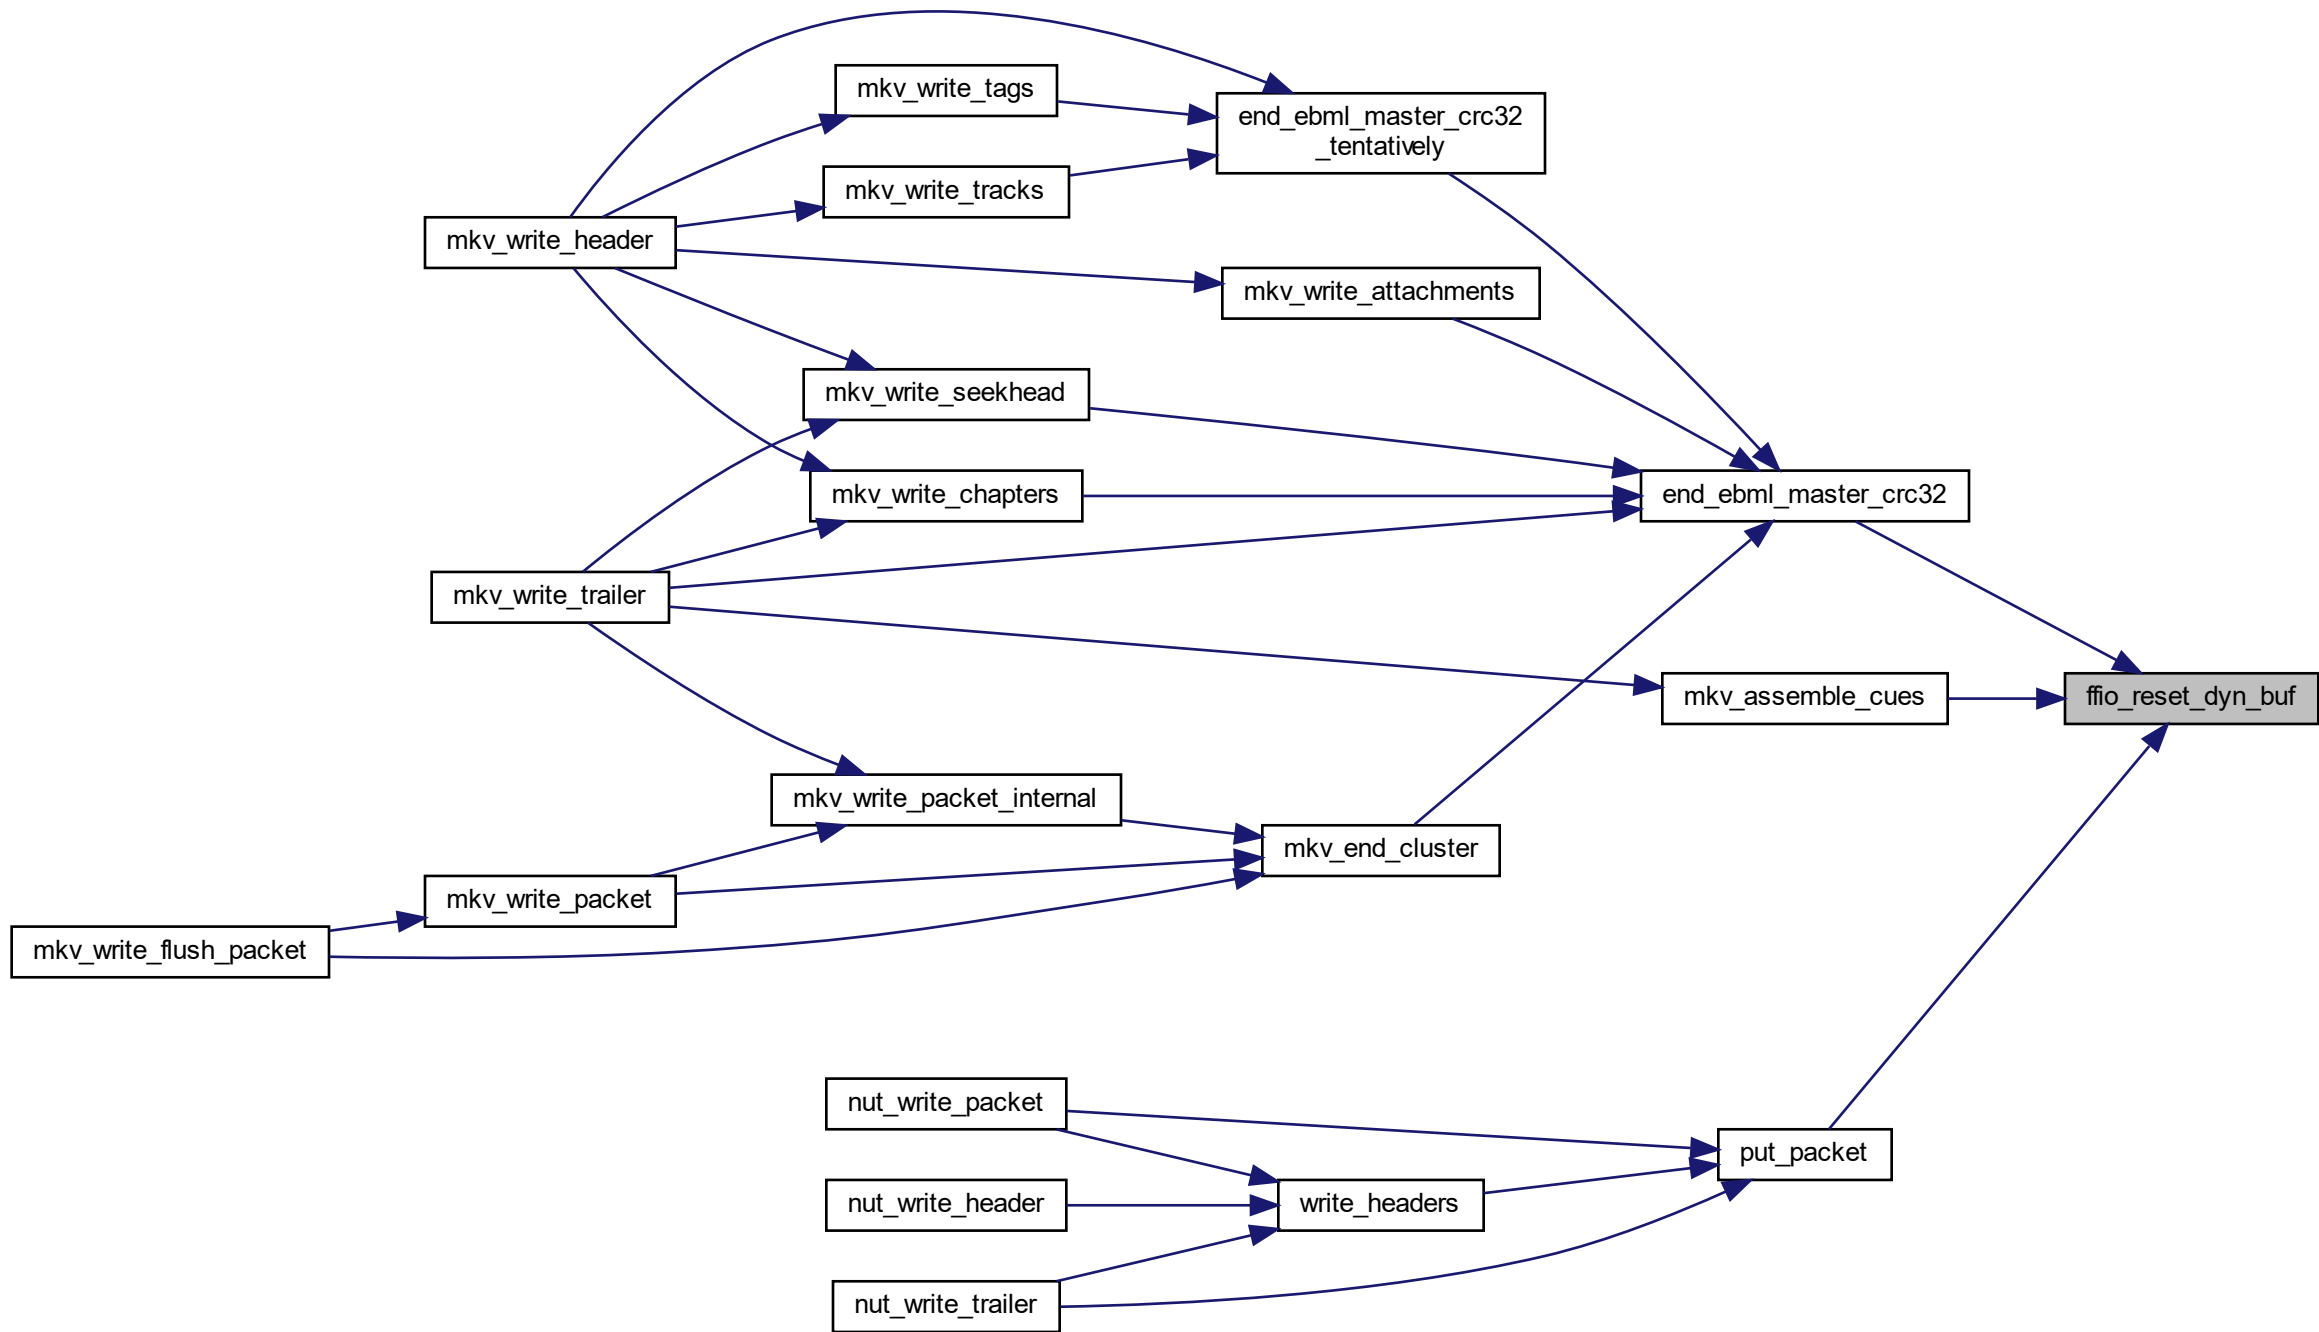 mkv_write_tags
end_ebml_master_crc32
_tentatively
mkv_write_tracks
mkv_write_header
mkv_write_attachments
mkv_write_seekhead
mkv_write_chapters
end_ebml_master_crc32
mkv_write_trailer
mkv_assemble_cues
ffio_reset_dyn_buf
mkv_write_packet_internal
mkv_end_cluster
mkv_write_packet
mkv_write_flush_packet
nut_write_packet
put_packet
nut_write_header
write_headers
nut_write_trailer